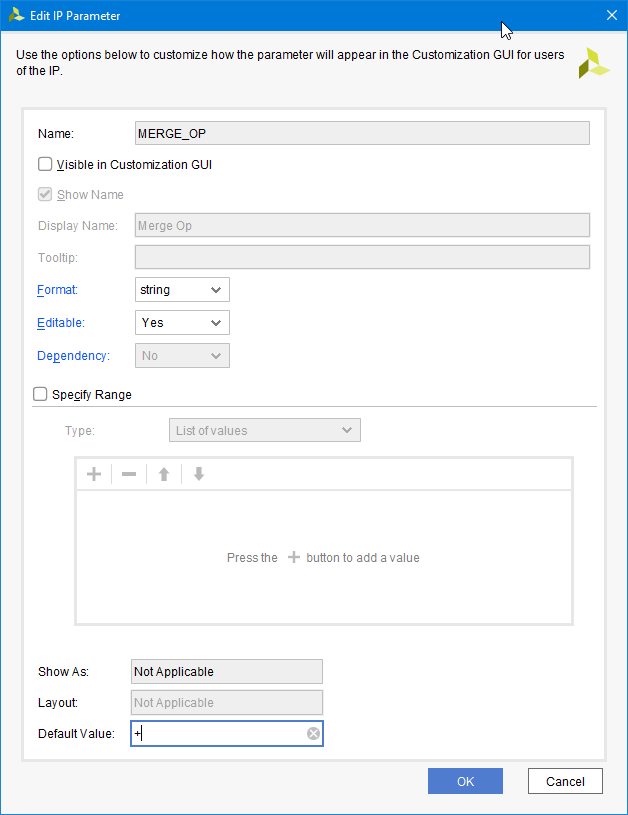 Edit IP Parameter
Use the options below to customize how the parameter will appear in the Customization GUI for users
of the IP.
Name: MERGE_OP
Visible in Customization GUI
Show Name
Display Name: Merge Op
Tooltip:
Format: string
Editable: Yes
Dependency: No
Specify Range
Type: List of values
Press the + button to add a value
Show As: Not Applicable
Layout: Not Applicable
Default Value: +
OK Cancel